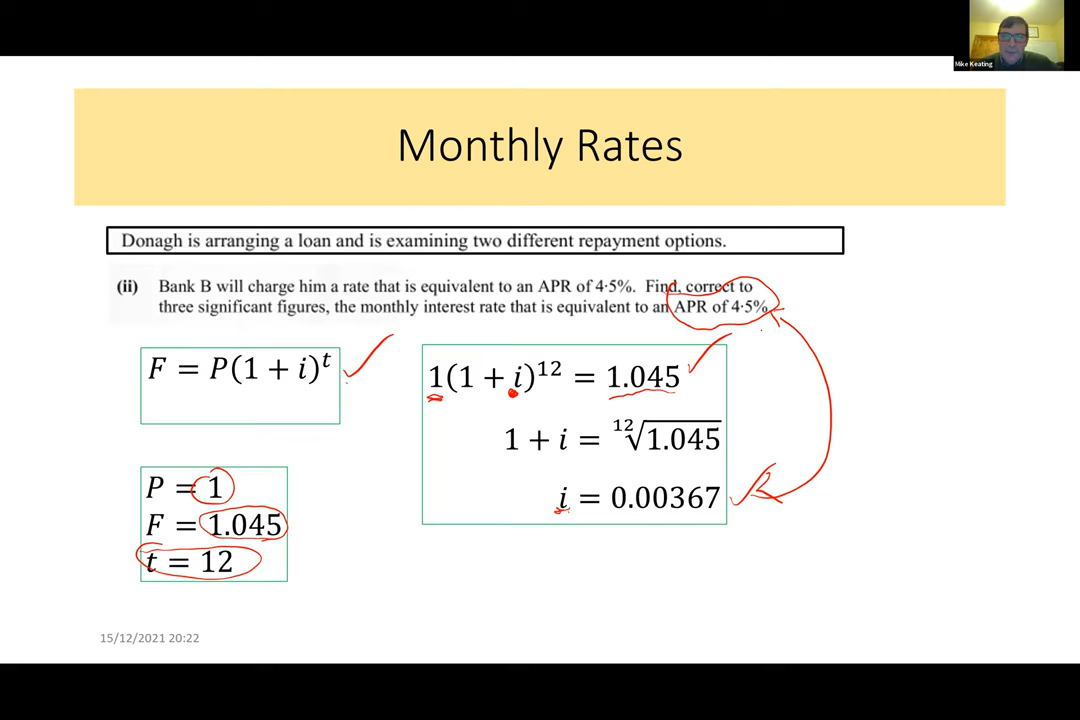 Mike Keating
Monthly Rates
Donagh is arranging a loan and is examining two different repayment options.
(ii) Bank B will charge him a rate that is equivalent to an APR of 4·5%. Find, correct to
three significant figures, the monthly interest rate that is equivalent to an APR of 4·5%.
F = P(1 + i)^t
1(1 + i)^12 = 1.045
1 + i = ¹²√1.045
i = 0.00367
P = 1
F = 1.045
t = 12
15/12/2021 20:22